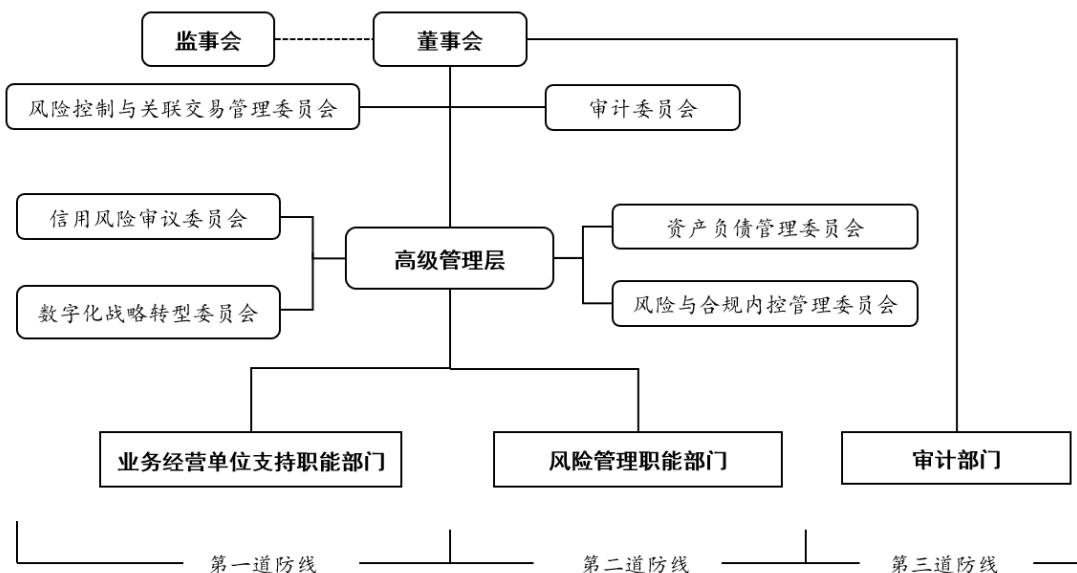 监事会
董事会
风险控制与关联交易管理委员会
审计委员会
信用风险审议委员会
资产负债管理委员会
高级管理层
数字化战略转型委员会
风险与合规内控管理委员会
业务经营单位支持职能部门
风险管理职能部门
审计部门
第一道防线
第二道防线
第三道防线